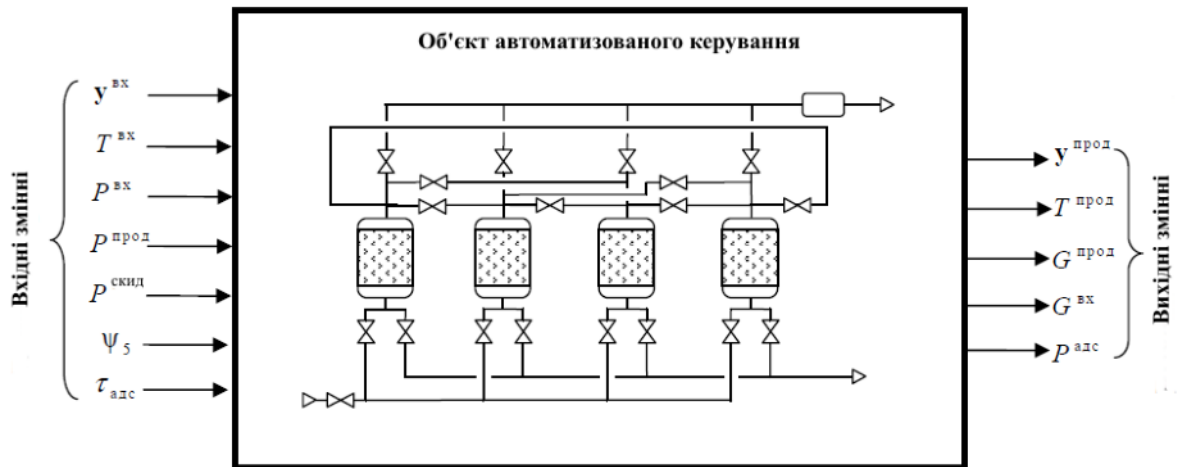 Об'єкт автоматизованого керування
Вхідні змінні
y вх
T вх
P вх
P прод
P скид
Ψ 5
τ адс
y прод
T прод
G прод
G вх
P адс
Вихідні змінні